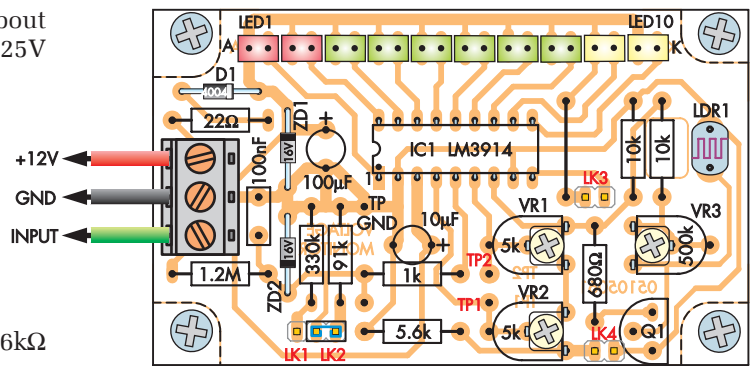 bout
25V
6kΩ
LED1
LED10
A
K
D1
4004
22Ω
ZD1
16V
100nF
100µF
+12V
GND
INPUT
IC1 LM3914
1
TP
GND
10µF
330k
91k
1k
1.2M
ZD2
16V
5.6k
LK1
LK2
TP2
TP1
VR1
5k
VR2
5k
LK3
10k
10k
LDR1
VR3
500k
680Ω
LK4
Q1